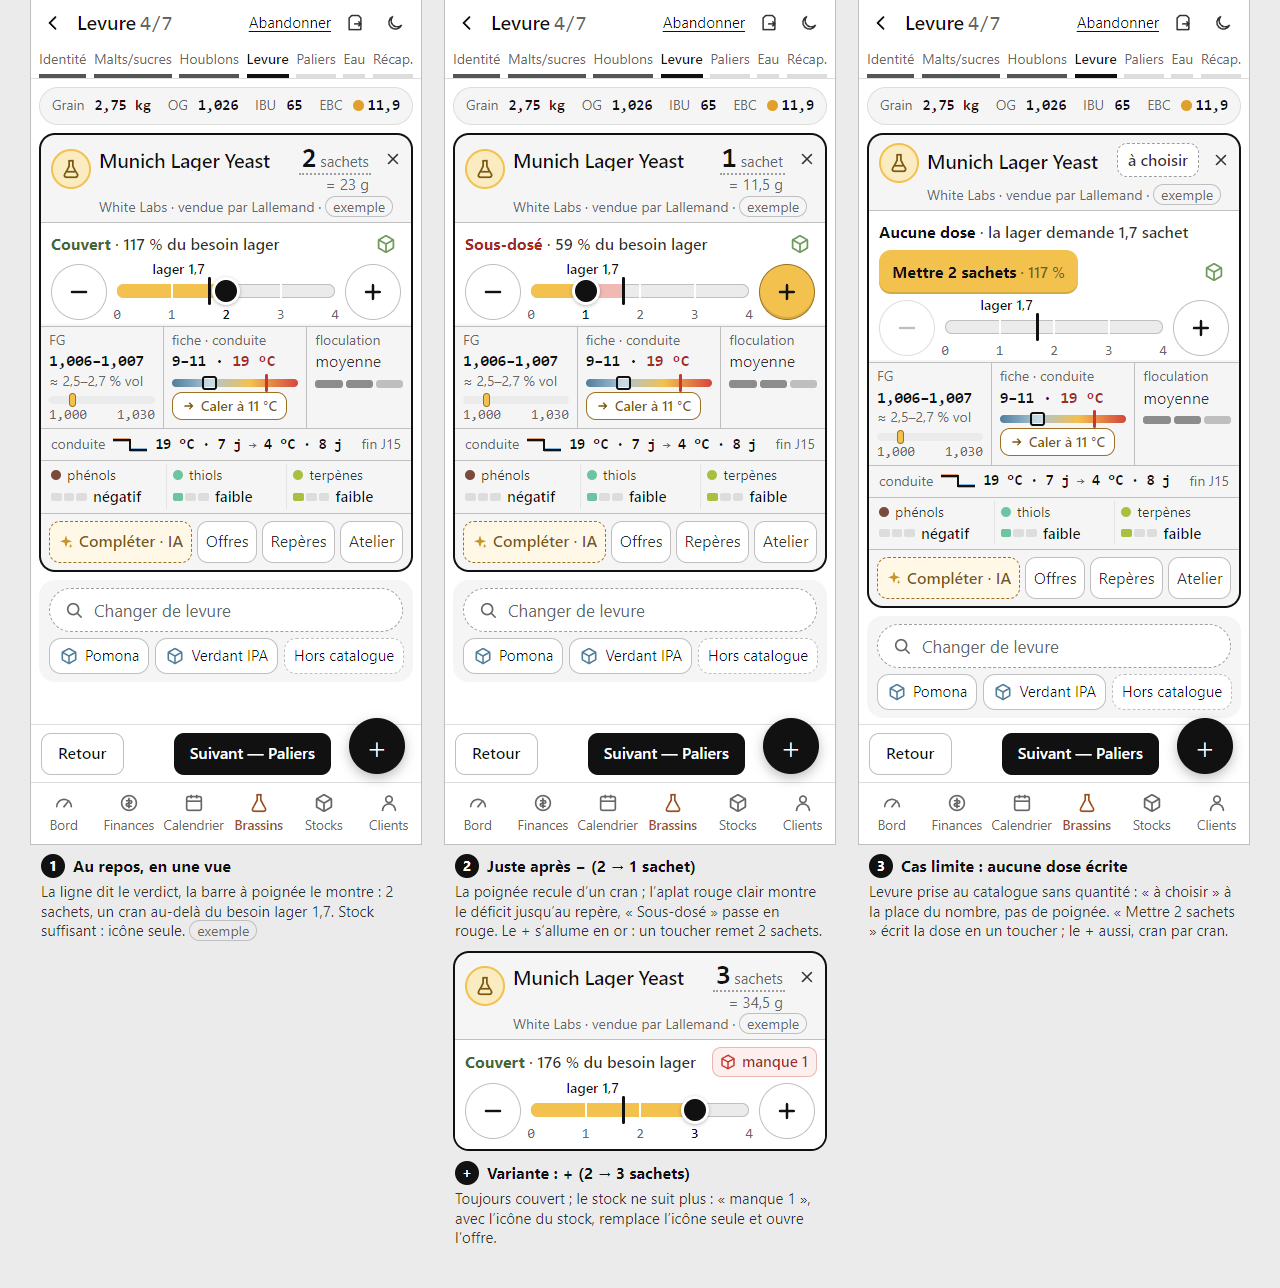 Levure 4/7
Abandonner
Identité Malts/sucres Houblons Levure Paliers Eau Récap.
Grain 2,75 kg OG 1,026 IBU 65 EBC 11,9
Munich Lager Yeast
2 sachets
= 23 g
White Labs · vendue par Lallemand · exemple
Couvert · 117 % du besoin lager
lager 1,7
0 1 2 3 4
FG
1,006–1,007
≈ 2,5–2,7 % vol
1,000 1,030
fiche · conduite
9–11 · 19 °C
→ Caler à 11 °C
floculation
moyenne
conduite 19 °C · 7 j → 4 °C · 8 j fin J15
phénols
négatif
thiols
faible
terpènes
faible
Compléter · IA
Offres
Repères
Atelier
Changer de levure
Pomona
Verdant IPA
Hors catalogue
Retour
Suivant — Paliers
+
Bord Finances Calendrier Brassins Stocks Clients
1 Au repos, en une vue
La ligne dit le verdict, la barre à poignée le montre : 2
sachets, un cran au-delà du besoin lager 1,7. Stock
suffisant : icône seule. exemple
Levure 4/7
Abandonner
Identité Malts/sucres Houblons Levure Paliers Eau Récap.
Grain 2,75 kg OG 1,026 IBU 65 EBC 11,9
Munich Lager Yeast
1 sachet
= 11,5 g
White Labs · vendue par Lallemand · exemple
Sous-dosé · 59 % du besoin lager
lager 1,7
0 1 2 3 4
FG
1,006–1,007
≈ 2,5–2,7 % vol
1,000 1,030
fiche · conduite
9–11 · 19 °C
→ Caler à 11 °C
floculation
moyenne
conduite 19 °C · 7 j → 4 °C · 8 j fin J15
phénols
négatif
thiols
faible
terpènes
faible
Compléter · IA
Offres
Repères
Atelier
Changer de levure
Pomona
Verdant IPA
Hors catalogue
Retour
Suivant — Paliers
+
Bord Finances Calendrier Brassins Stocks Clients
2 Juste après − (2 → 1 sachet)
La poignée recule d’un cran ; l’aplat rouge clair montre
le déficit jusqu’au repère, « Sous-dosé » passe en
rouge. Le + s’allume en or : un toucher remet 2 sachets.
Munich Lager Yeast
3 sachets
= 34,5 g
White Labs · vendue par Lallemand · exemple
Couvert · 176 % du besoin lager
manque 1
lager 1,7
0 1 2 3 4
+ Variante : + (2 → 3 sachets)
Toujours couvert ; le stock ne suit plus : « manque 1 »,
avec l’icône du stock, remplace l’icône seule et ouvre
l’offre.
Levure 4/7
Abandonner
Identité Malts/sucres Houblons Levure Paliers Eau Récap.
Grain 2,75 kg OG 1,026 IBU 65 EBC 11,9
Munich Lager Yeast
à choisir
White Labs · vendue par Lallemand · exemple
Aucune dose · la lager demande 1,7 sachet
Mettre 2 sachets · 117 %
lager 1,7
0 1 2 3 4
FG
1,006–1,007
≈ 2,5–2,7 % vol
1,000 1,030
fiche · conduite
9–11 · 19 °C
→ Caler à 11 °C
floculation
moyenne
conduite 19 °C · 7 j → 4 °C · 8 j fin J15
phénols
négatif
thiols
faible
terpènes
faible
Compléter · IA
Offres
Repères
Atelier
Changer de levure
Pomona
Verdant IPA
Hors catalogue
Retour
Suivant — Paliers
+
Bord Finances Calendrier Brassins Stocks Clients
3 Cas limite : aucune dose écrite
Levure prise au catalogue sans quantité : « à choisir » à
la place du nombre, pas de poignée. « Mettre 2 sachets
» écrit la dose en un toucher ; le + aussi, cran par cran.